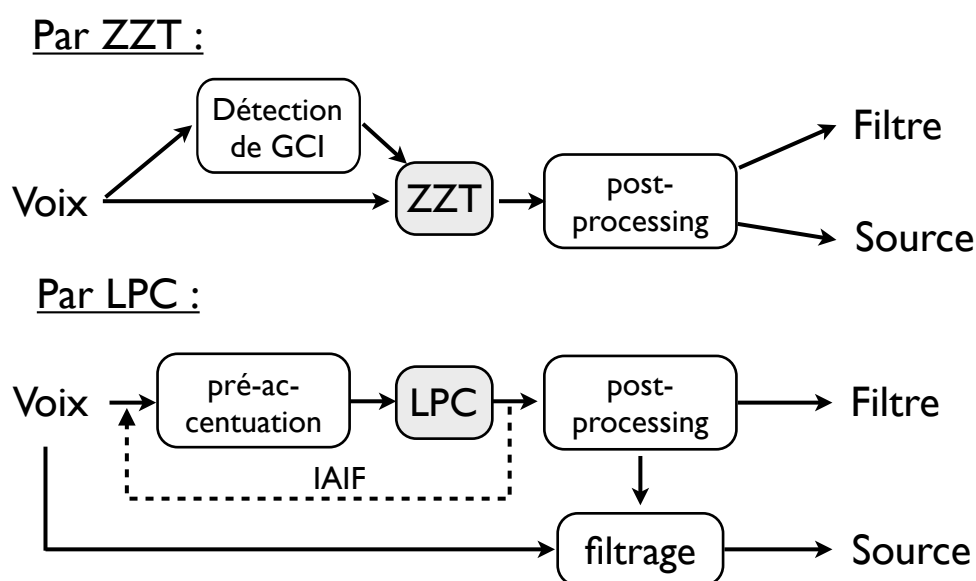 Par ZZT :
Détection
de GCI
Filtre
Voix
ZZT
post-
processing
Source
Par LPC :
Voix
pré-ac-
centuation
LPC
post-
processing
Filtre
IAIF
filtrage
Source